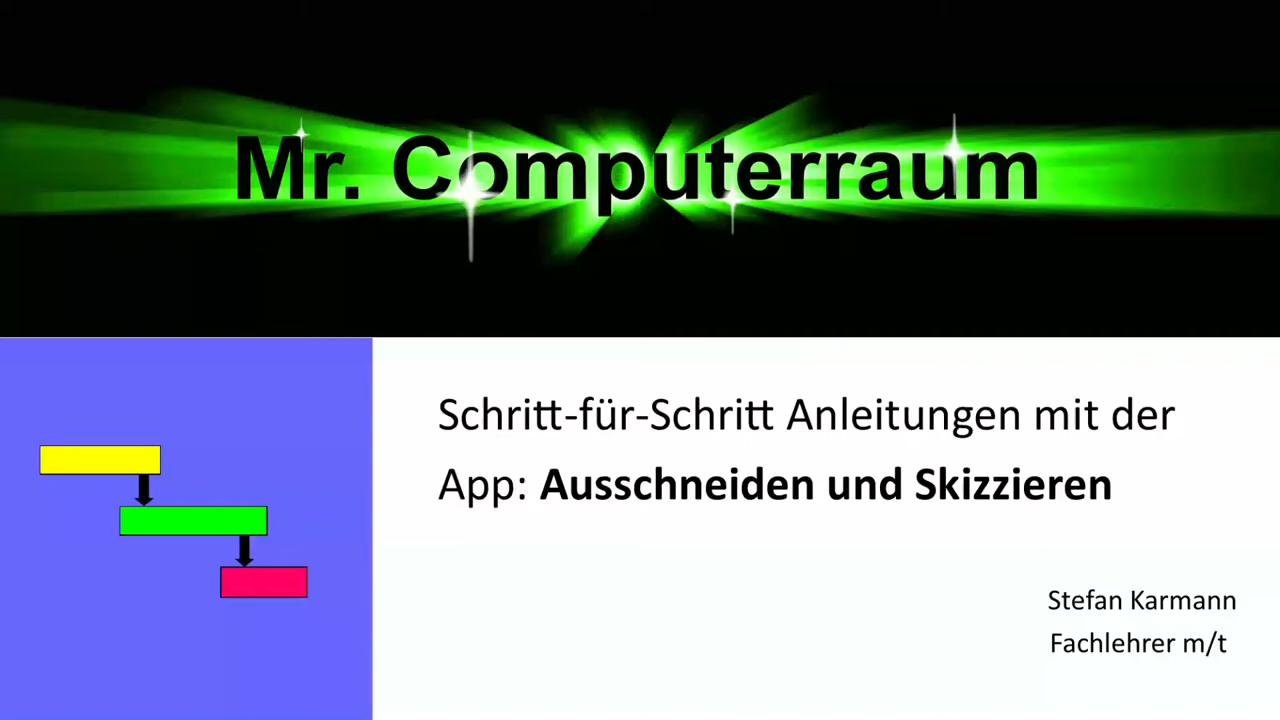 Mr. Computerraum
Schritt-für-Schritt Anleitungen mit der
App: Ausschneiden und Skizzieren
Stefan Karmann
Fachlehrer m/t